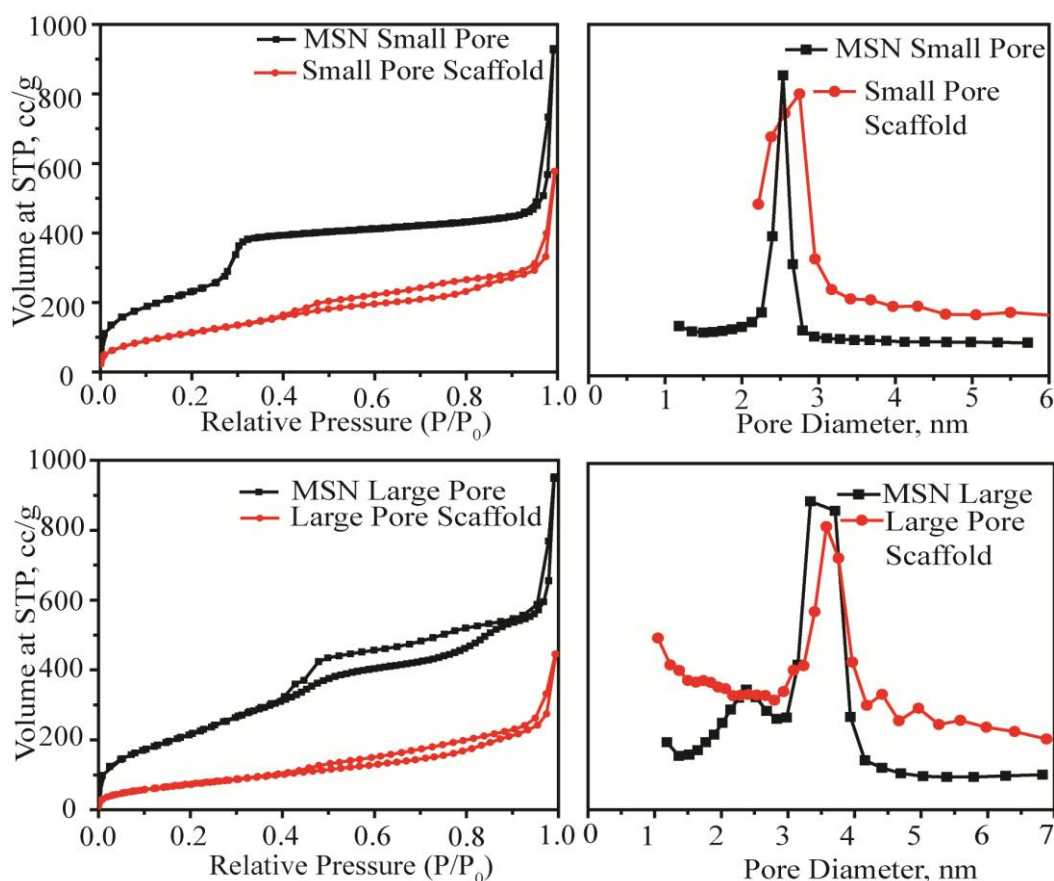 1000
800
600
400
200
0
Volume at STP, cc/g
MSN Small Pore
Small Pore Scaffold
0.0 0.2 0.4 0.6 0.8 1.0
Relative Pressure (P/P0)
MSN Small Pore
Small Pore
Scaffold
0 1 2 3 4 5 6
Pore Diameter, nm
1000
800
600
400
200
0
Volume at STP, cc/g
MSN Large Pore
Large Pore Scaffold
0.0 0.2 0.4 0.6 0.8 1.0
Relative Pressure (P/P0)
MSN Large
Large Pore
Scaffold
0 1 2 3 4 5 6 7
Pore Diameter, nm